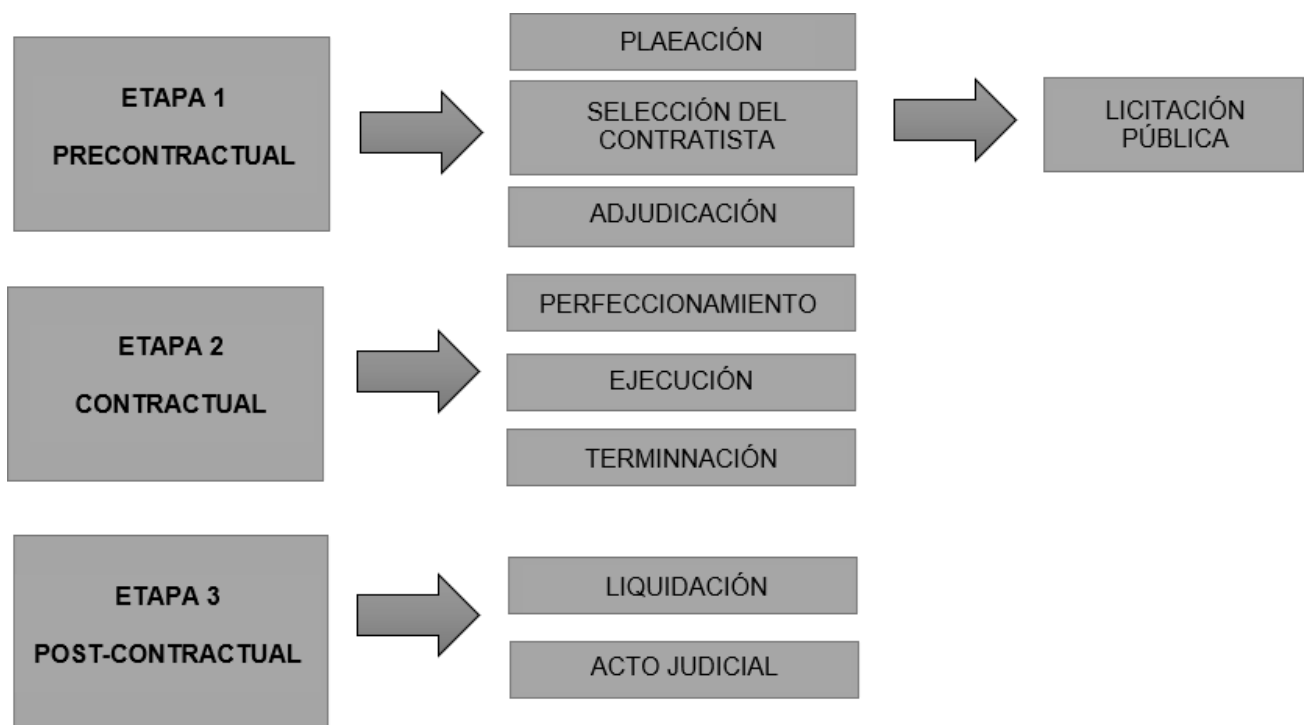 ETAPA 1
PRECONTRACTUAL
PLAEACIÓN
SELECCIÓN DEL
CONTRATISTA
ADJUDICACIÓN
LICITACIÓN
PÚBLICA
ETAPA 2
CONTRACTUAL
PERFECCIONAMIENTO
EJECUCIÓN
TERMINNACIÓN
ETAPA 3
POST-CONTRACTUAL
LIQUIDACIÓN
ACTO JUDICIAL